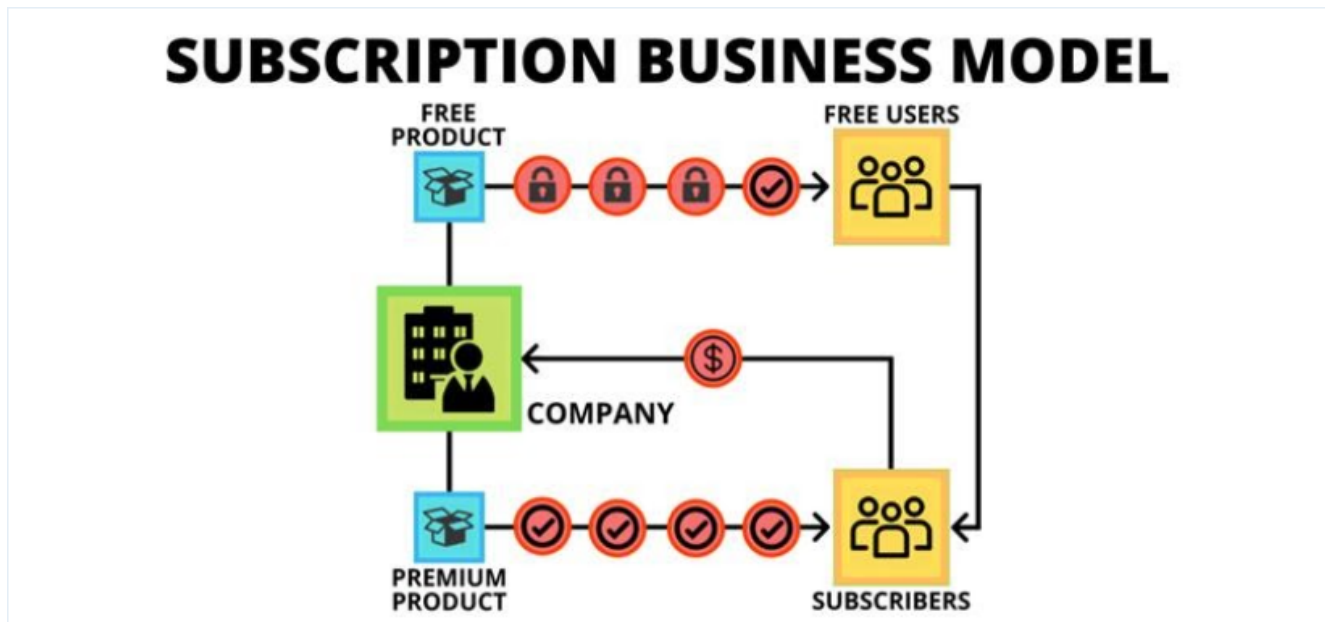 SUBSCRIPTION BUSINESS MODEL
FREE
PRODUCT
FREE USERS
$
COMPANY
PREMIUM
PRODUCT
SUBSCRIBERS